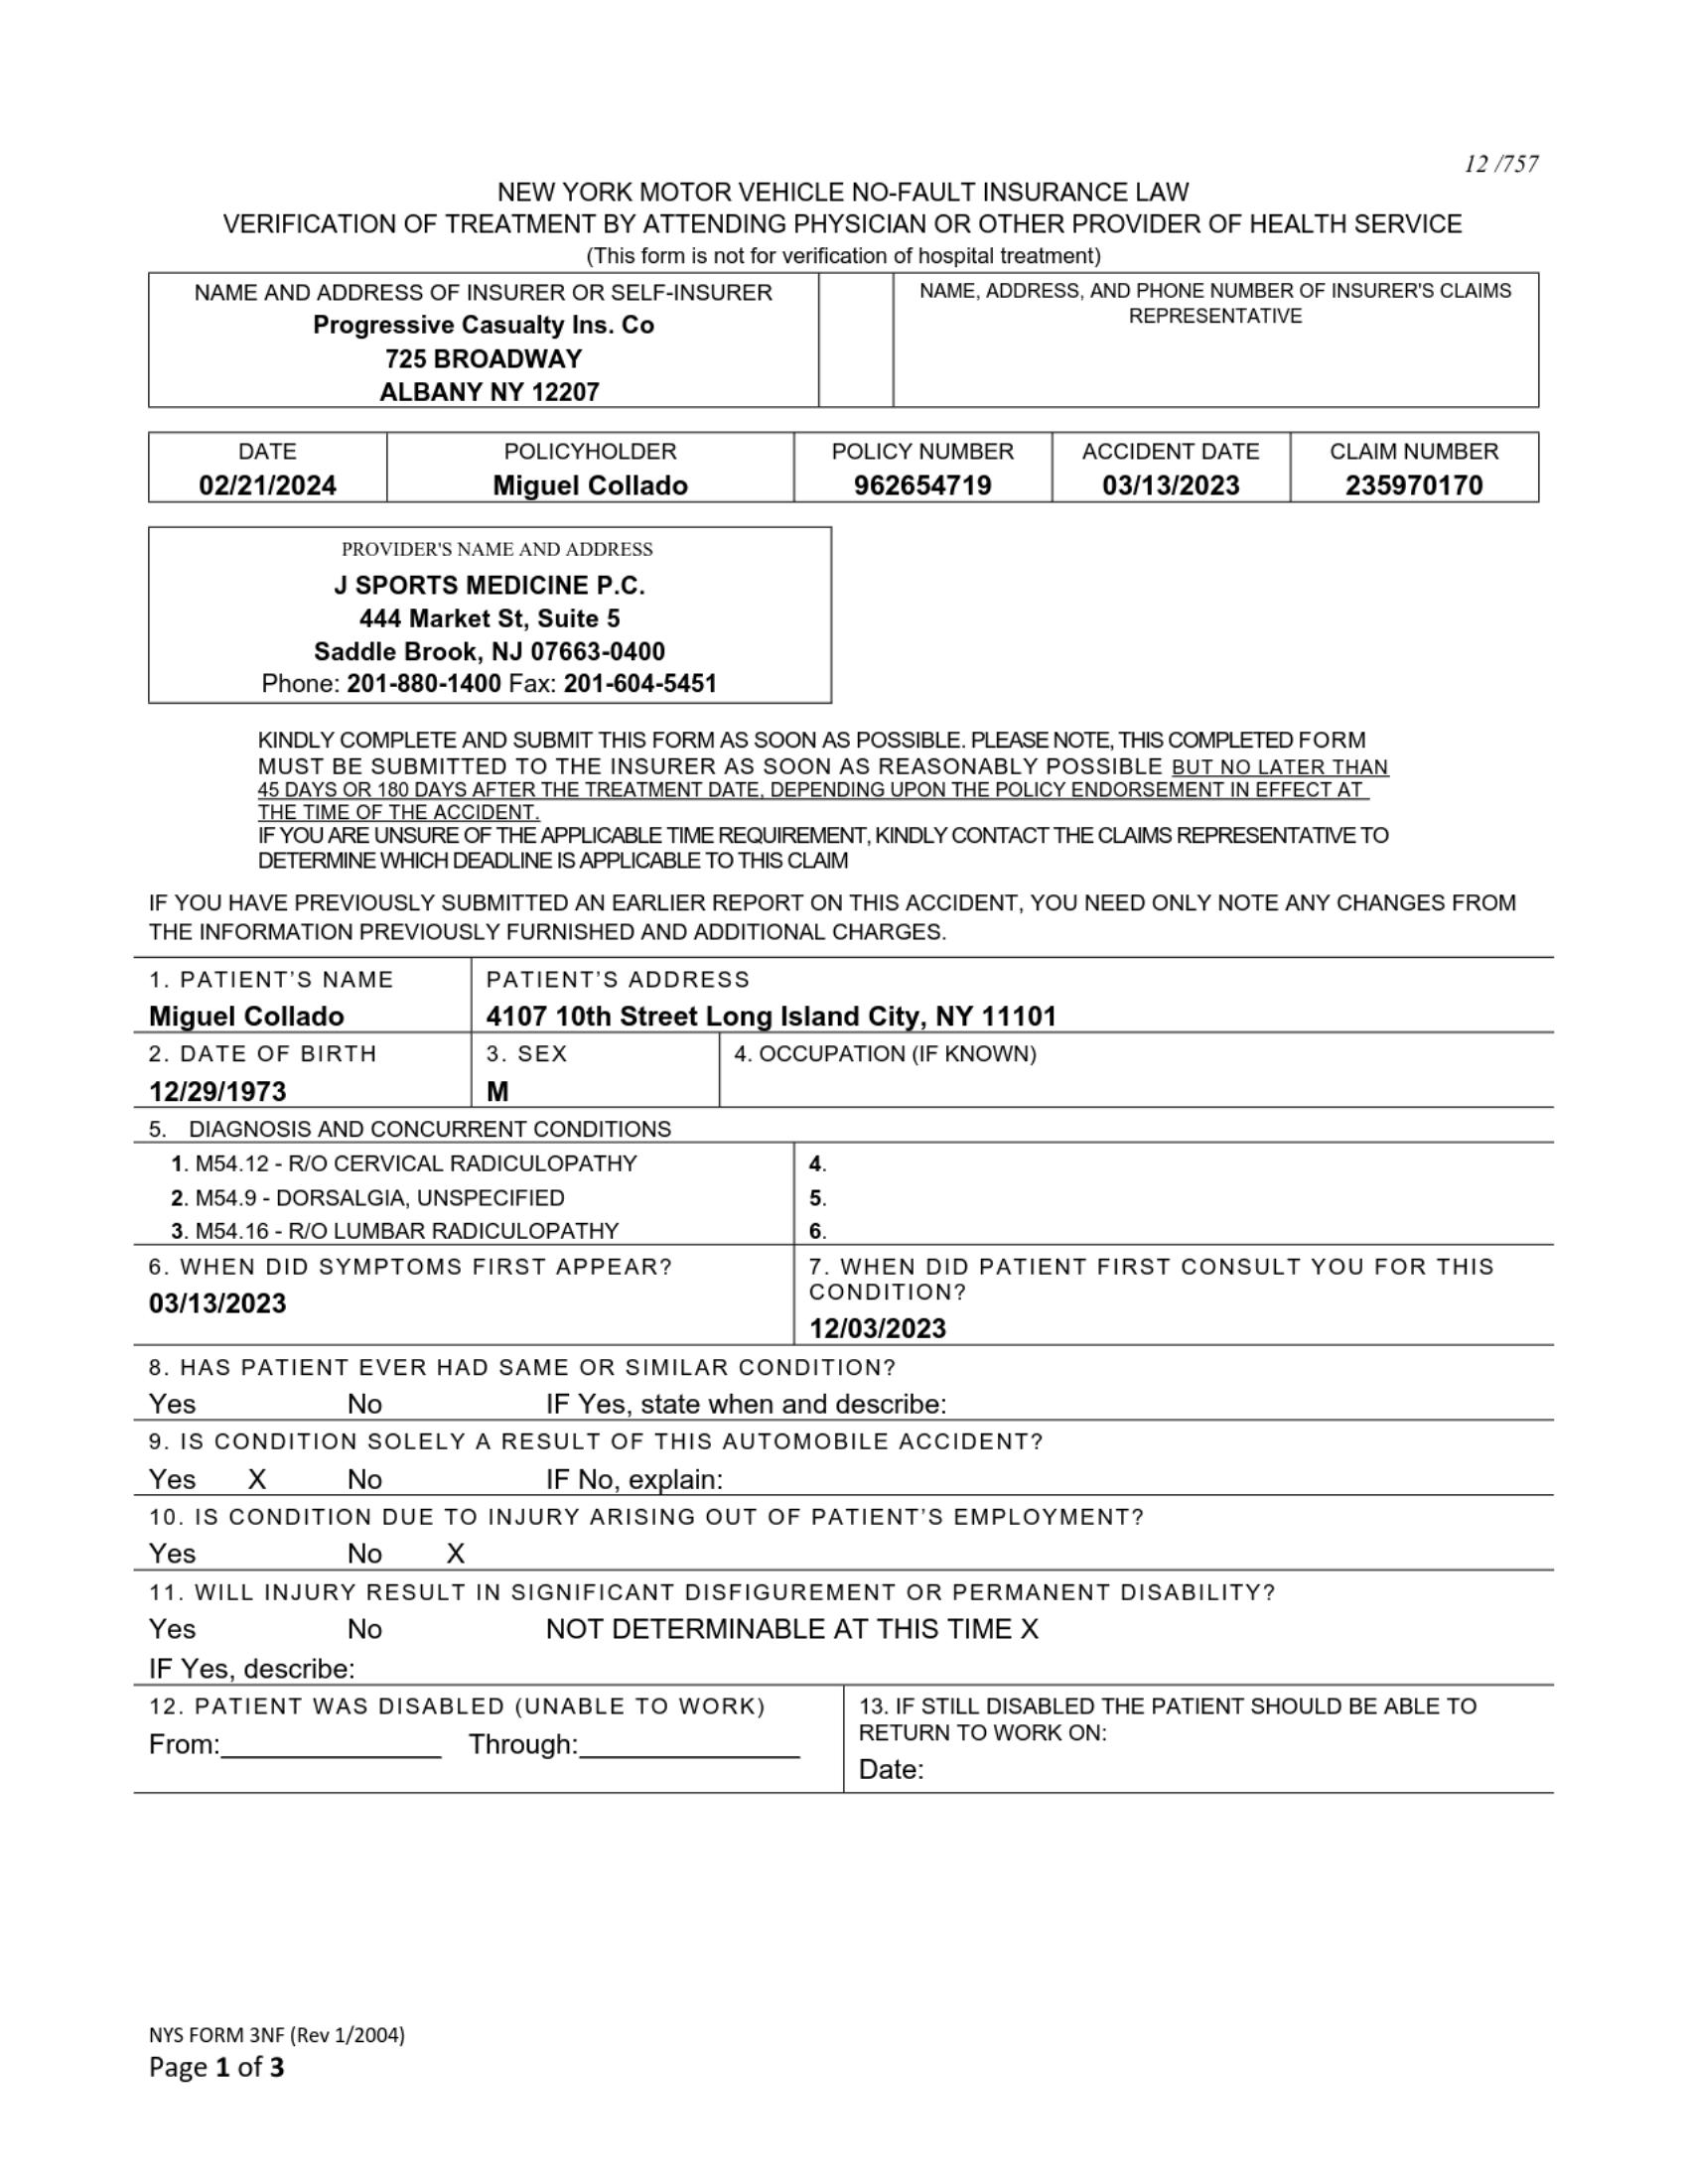 12 /757
NEW YORK MOTOR VEHICLE NO-FAULT INSURANCE LAW
VERIFICATION OF TREATMENT BY ATTENDING PHYSICIAN OR OTHER PROVIDER OF HEALTH SERVICE
(This form is not for verification of hospital treatment)
NAME AND ADDRESS OF INSURER OR SELF-INSURER
Progressive Casualty Ins. Co
725 BROADWAY
ALBANY NY 12207
NAME, ADDRESS, AND PHONE NUMBER OF INSURER'S CLAIMS
REPRESENTATIVE
DATE POLICYHOLDER POLICY NUMBER ACCIDENT DATE CLAIM NUMBER
02/21/2024 Miguel Collado 962654719 03/13/2023 235970170
PROVIDER'S NAME AND ADDRESS
J SPORTS MEDICINE P.C.
444 Market St, Suite 5
Saddle Brook, NJ 07663-0400
Phone: 201-880-1400 Fax: 201-604-5451
KINDLY COMPLETE AND SUBMIT THIS FORM AS SOON AS POSSIBLE. PLEASE NOTE, THIS COMPLETED FORM
MUST BE SUBMITTED TO THE INSURER AS SOON AS REASONABLY POSSIBLE BUT NO LATER THAN
45 DAYS OR 180 DAYS AFTER THE TREATMENT DATE, DEPENDING UPON THE POLICY ENDORSEMENT IN EFFECT AT
THE TIME OF THE ACCIDENT.
IF YOU ARE UNSURE OF THE APPLICABLE TIME REQUIREMENT, KINDLY CONTACT THE CLAIMS REPRESENTATIVE TO
DETERMINE WHICH DEADLINE IS APPLICABLE TO THIS CLAIM
IF YOU HAVE PREVIOUSLY SUBMITTED AN EARLIER REPORT ON THIS ACCIDENT, YOU NEED ONLY NOTE ANY CHANGES FROM
THE INFORMATION PREVIOUSLY FURNISHED AND ADDITIONAL CHARGES.
1. PATIENT’S NAME PATIENT’S ADDRESS
Miguel Collado 4107 10th Street Long Island City, NY 11101
2. DATE OF BIRTH 3. SEX 4. OCCUPATION (IF KNOWN)
12/29/1973 M
5. DIAGNOSIS AND CONCURRENT CONDITIONS
1. M54.12 - R/O CERVICAL RADICULOPATHY 4.
2. M54.9 - DORSALGIA, UNSPECIFIED 5.
3. M54.16 - R/O LUMBAR RADICULOPATHY 6.
6. WHEN DID SYMPTOMS FIRST APPEAR?
03/13/2023
7. WHEN DID PATIENT FIRST CONSULT YOU FOR THIS
CONDITION?
12/03/2023
8. HAS PATIENT EVER HAD SAME OR SIMILAR CONDITION?
Yes No IF Yes, state when and describe:
9. IS CONDITION SOLELY A RESULT OF THIS AUTOMOBILE ACCIDENT?
Yes X No IF No, explain:
10. IS CONDITION DUE TO INJURY ARISING OUT OF PATIENT’S EMPLOYMENT?
Yes No X
11. WILL INJURY RESULT IN SIGNIFICANT DISFIGUREMENT OR PERMANENT DISABILITY?
Yes No NOT DETERMINABLE AT THIS TIME X
IF Yes, describe:
12. PATIENT WAS DISABLED (UNABLE TO WORK)
From:_______________ Through:_______________
13. IF STILL DISABLED THE PATIENT SHOULD BE ABLE TO
RETURN TO WORK ON:
Date:
NYS FORM 3NF (Rev 1/2004)
Page 1 of 3